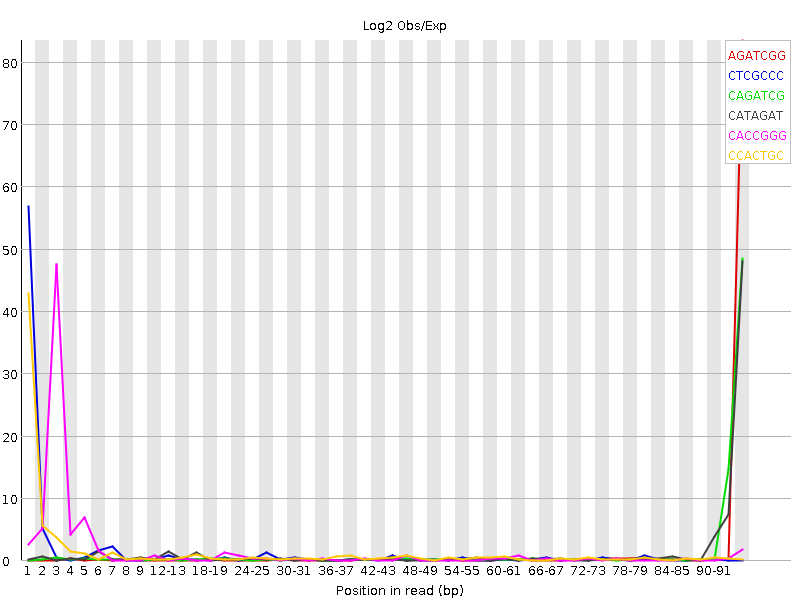 Log2 Obs/Exp
80
70
60
50
40
30
20
10
0
AGATCGG
CTCGCCC
CAGATCG
CATAGAT
CACCGGG
CCACTGC
1 2 3 4 5 6 7 8 9 12-13 18-19 24-25 30-31 36-37 42-43 48-49 54-55 60-61 66-67 72-73 78-79 84-85 90-91
Position in read (bp)